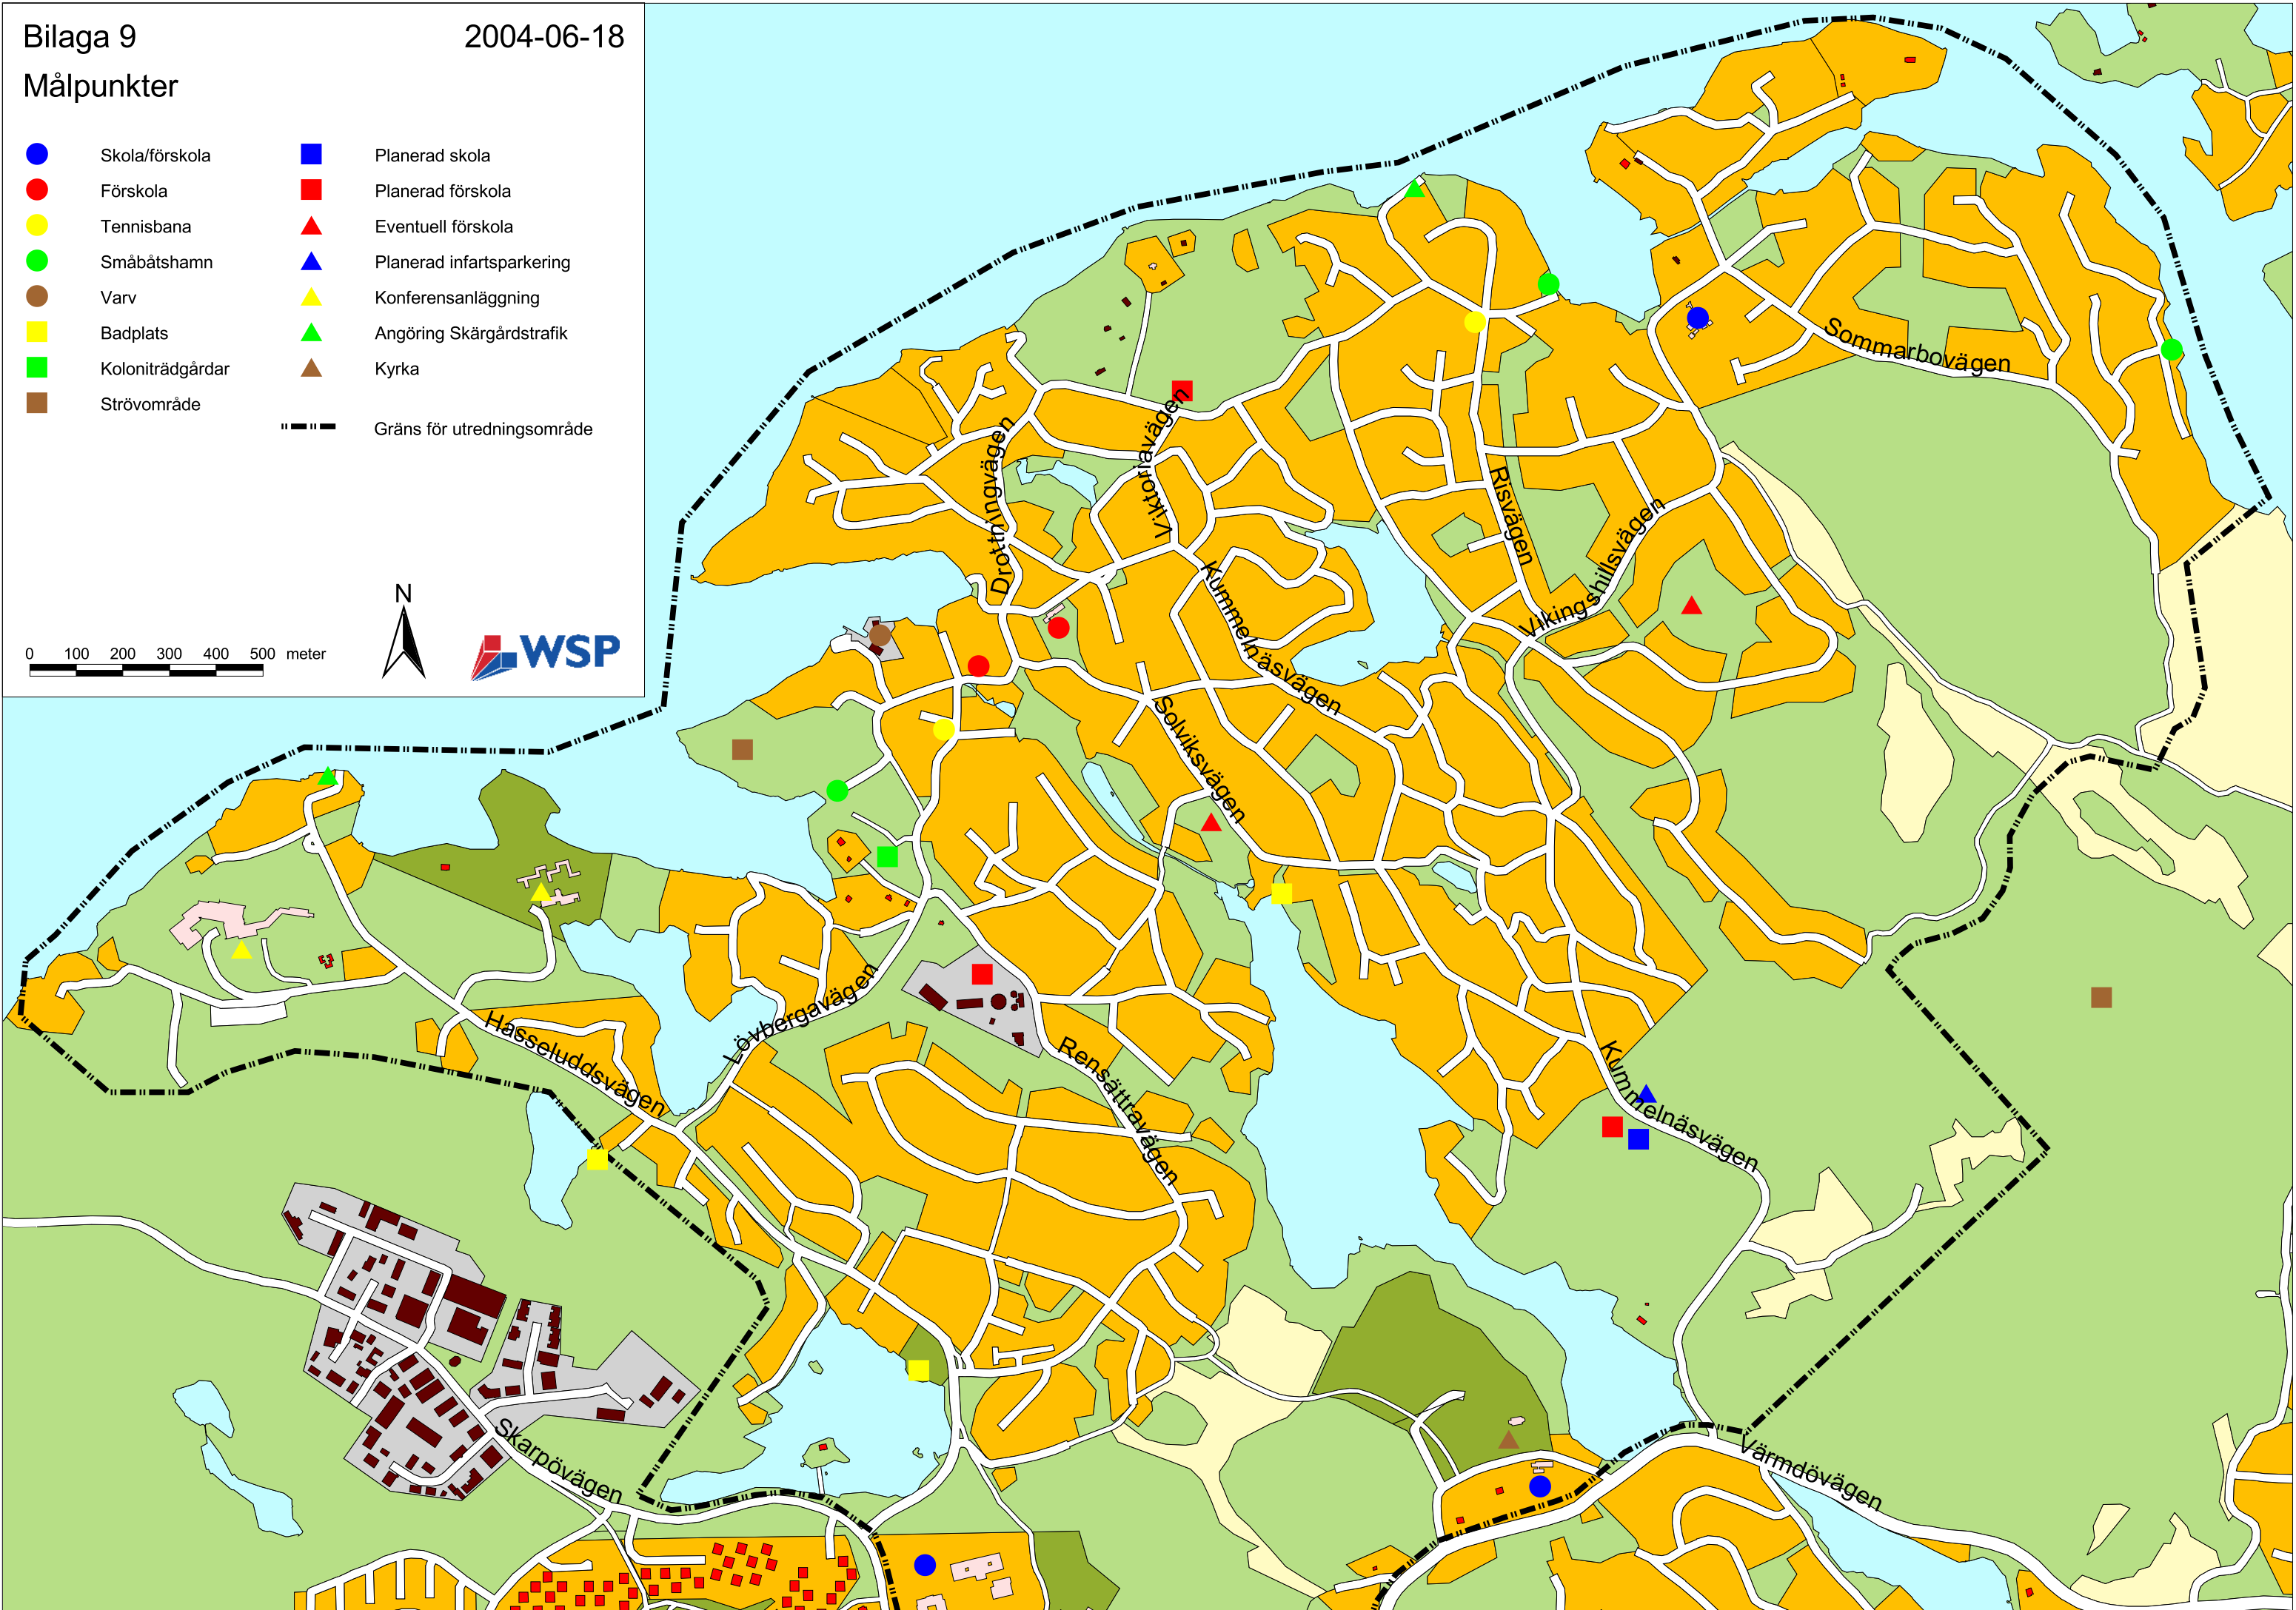 Bilaga 9 2004-06-18
Målpunkter
Skola/förskola Planerad skola
Förskola Planerad förskola
Tennisbana Eventuell förskola
Småbåtshamn Planerad infartsparkering
Varv Konferensanläggning
Badplats Angöring Skärgårdstrafik
Koloniträdgårdar Kyrka
Strövområde
Gräns för utredningsområde
N
0 100 200 300 400 500 meter
WSP
Sommarbovägen
Drottningvägen
Viktoriavägen
Risvägen
Vikingshillsvägen
Kummelnäsvägen
Solviksvägen
Lövbergavägen
Hasseluddsvägen
Rensättravägen
Kummelnäsvägen
Skarpövägen
Värmdövägen